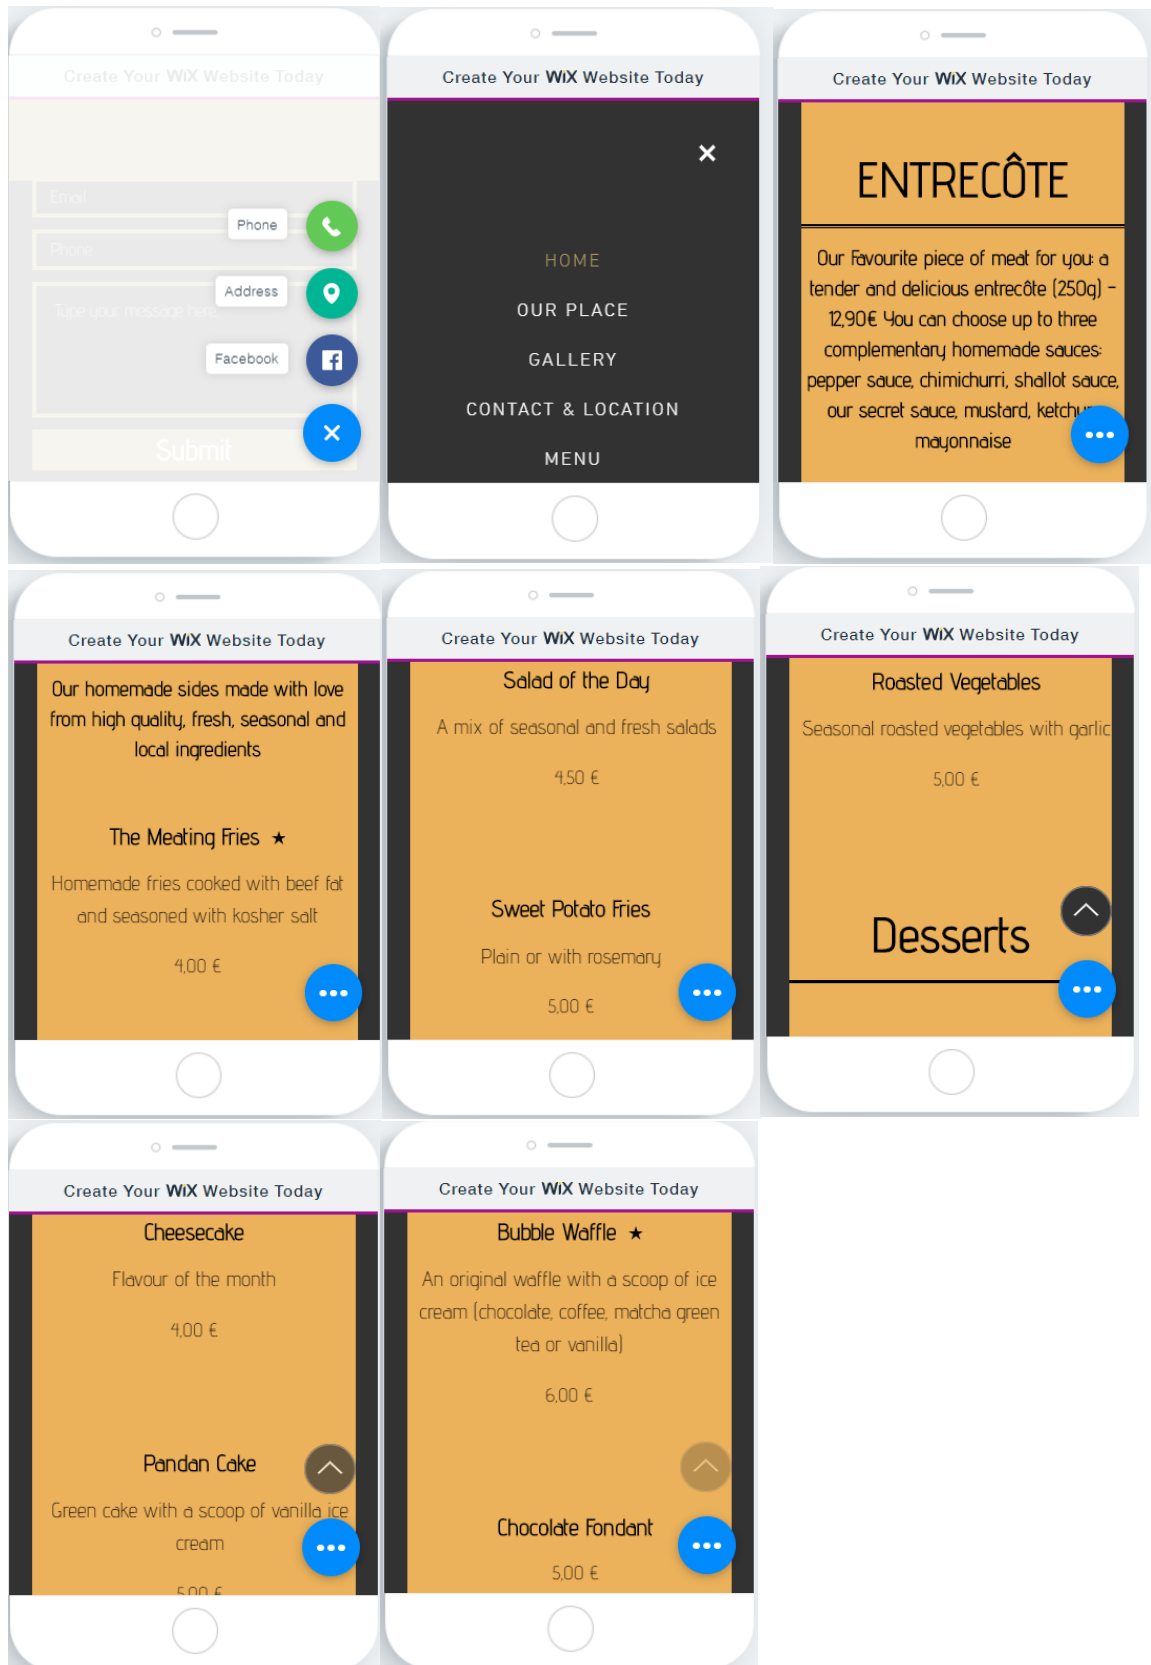 Create Your WiX Website Today
Email
Phone
Phone
Address
Type your message here
Facebook
Submit
Create Your WiX Website Today
HOME
OUR PLACE
GALLERY
CONTACT & LOCATION
MENU
Create Your WiX Website Today
ENTRECÔTE
Our Favourite piece of meat for you: a
tender and delicious entrecôte (250g) -
12,90€ You can choose up to three
complementary homemade sauces:
pepper sauce, chimichurri, shallot sauce,
our secret sauce, mustard,
mayonnaise
Create Your WiX Website Today
Our homemade sides made with love
from high quality, fresh, seasonal and
local ingredients
The Meating Fries ★
Homemade fries cooked with beef fat
and seasoned with kosher salt
4,00 €
Create Your WiX Website Today
Salad of the Day
A mix of seasonal and fresh salads
4,50 €
Sweet Potato Fries
Plain or with rosemary
5,00 €
Create Your WiX Website Today
Roasted Vegetables
Seasonal roasted vegetables with garlic
5,00 €
Desserts
Create Your WiX Website Today
Cheesecake
Flavour of the month
4,00 €
Pandan Cake
Green cake with a scoop of vanilla ice
cream
5,00 €
Create Your WiX Website Today
Bubble Waffle ★
An original waffle with a scoop of ice
cream (chocolate, coffee, matcha green
tea or vanilla)
6,00 €
Chocolate Fondant
5,00 €